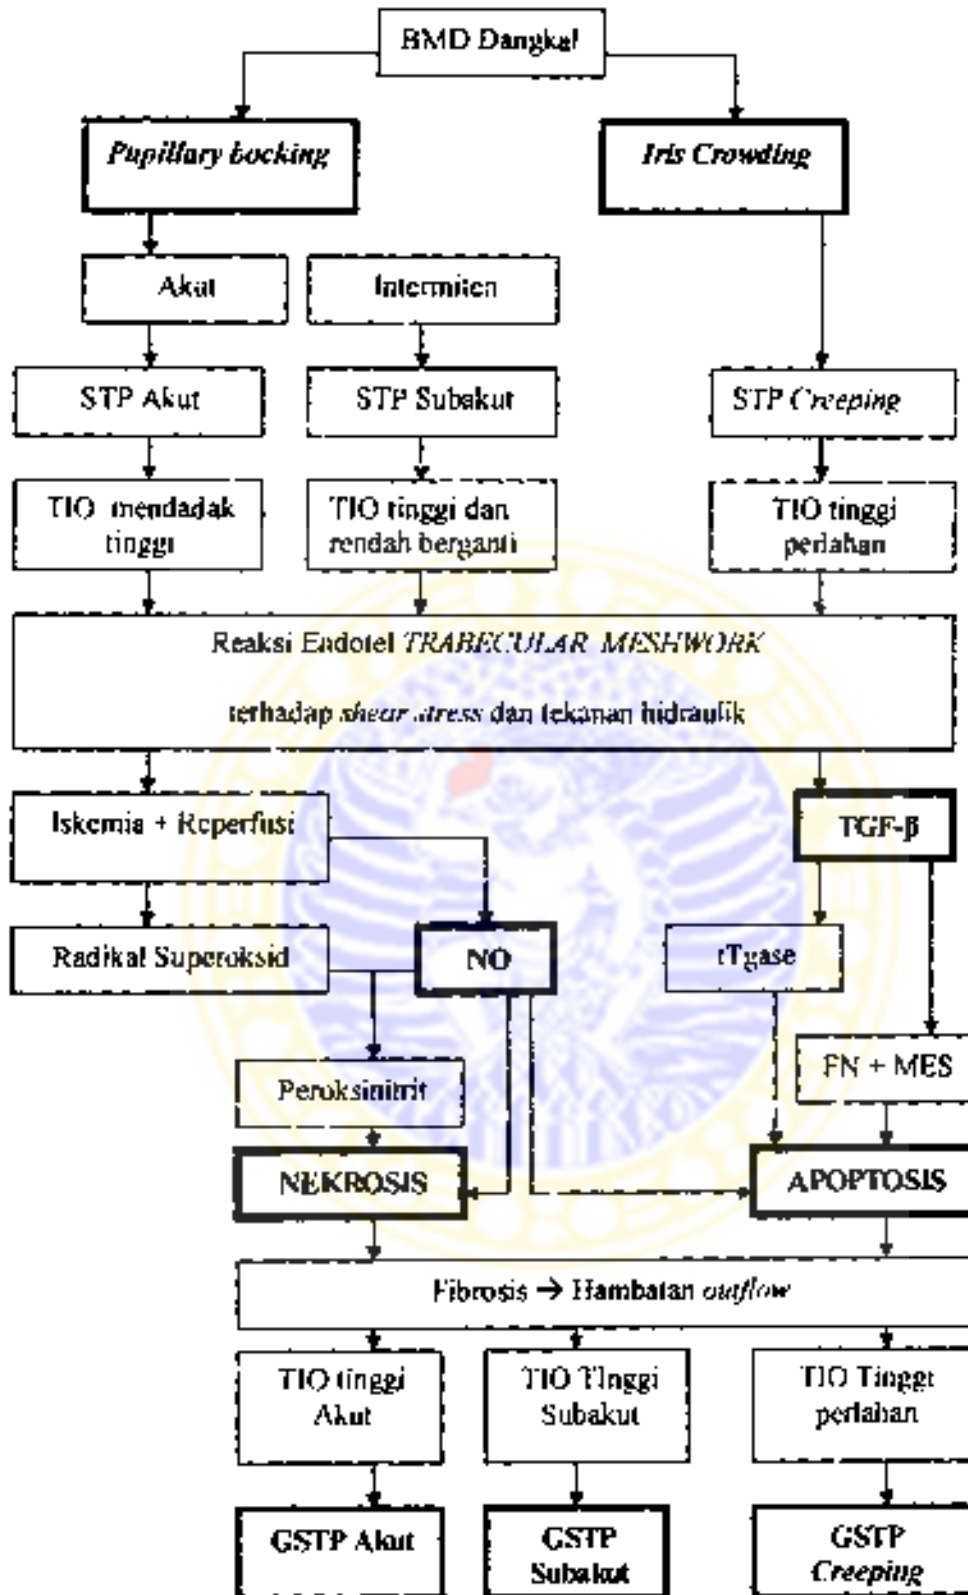 BMD Dangkal
Pupillary bocking
Iris Crowding
Akut
Intermiten
STP Akut
STP Subakut
STP Creeping
TIO mendadak
tinggi
TIO tinggi dan
rendah berganti
TIO tinggi
perlahan
Reaksi Endotel TRABECULAR MESHWORK
terhadap shear stress dan tekanan hidraulik
Iskemia + Reperfusi
TGF-β
Radikal Superoksid
NO
tTgase
Peroksinitrit
FN + MES
NEKROSIS
APOPTOSIS
Fibrosis → Hambatan outflow
TIO tinggi
Akut
TIO TInggi
Subakut
TIO Tinggi
perlahan
GSTP Akut
GSTP
Subakut
GSTP
Creeping